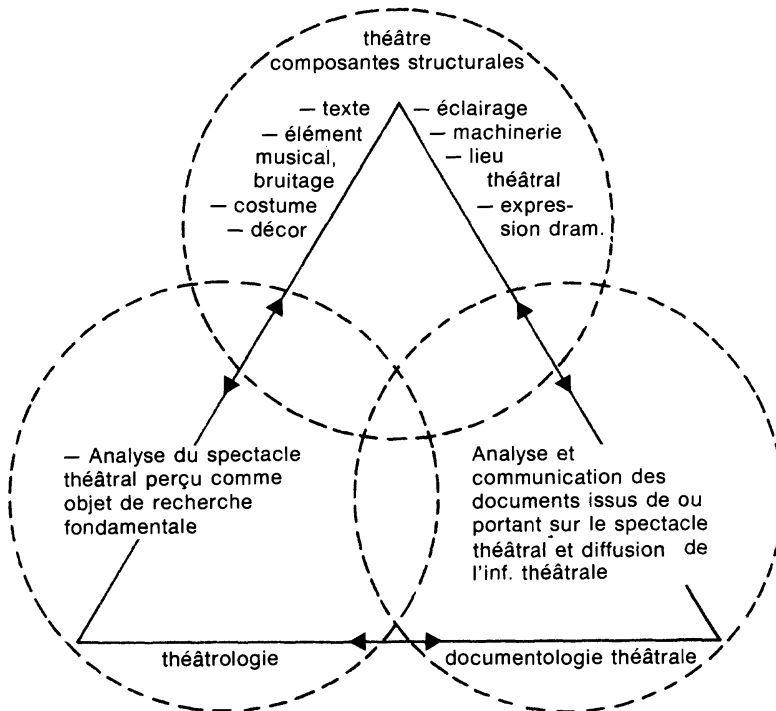 théâtre
composantes structurales
– texte
– élément
musical,
bruitage
– costume
– décor
– éclairage
– machinerie
– lieu
théâtral
– expres-
sion dram.
– Analyse du spectacle
théâtral perçu comme
objet de recherche
fondamentale
Analyse et
communication des
documents issus de ou
portant sur le spectacle
théâtral et diffusion de
l'inf. théâtrale
théâtrologie
documentologie théâtrale